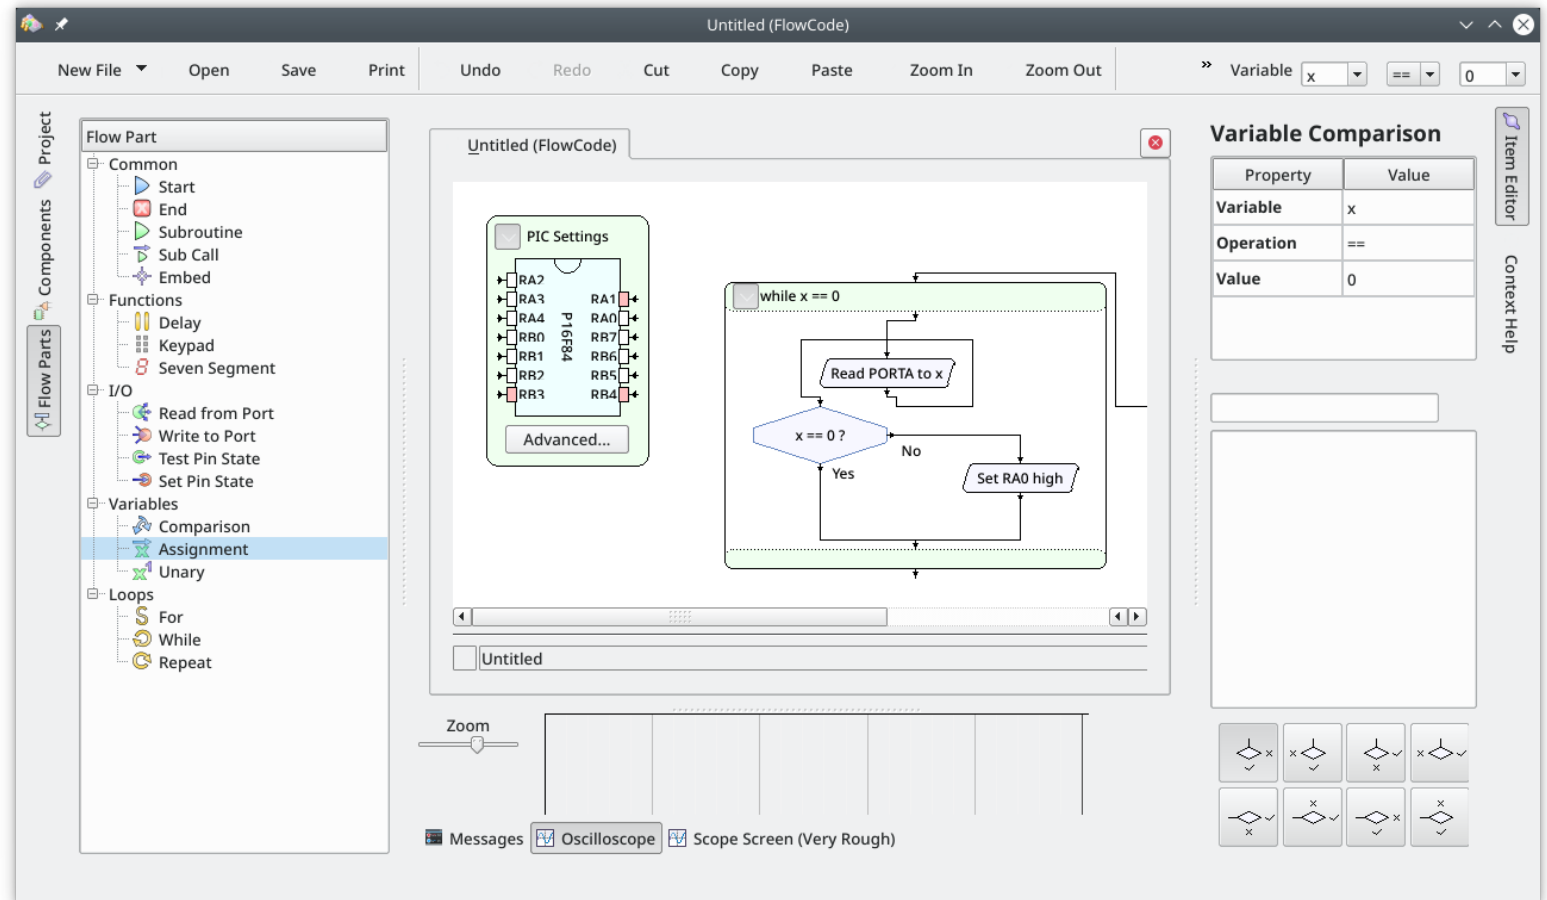 Untitled (FlowCode)
New File Open Save Print Undo Redo Cut Copy Paste Zoom In Zoom Out » Variable x == 0
Project
Components
Flow Parts
Flow Part
Common
Start
End
Subroutine
Sub Call
Embed
Functions
Delay
Keypad
Seven Segment
I/O
Read from Port
Write to Port
Test Pin State
Set Pin State
Variables
Comparison
Assignment
Unary
Loops
For
While
Repeat
Untitled (FlowCode)
PIC Settings
RA2
RA3 RA1
RA4 RA0
RB0 RB7
RB1 RB6
RB2 RB5
RB3 RB4
P16F84
Advanced...
while x == 0
Read PORTA to x
x == 0 ?
No
Yes
Set RA0 high
Untitled
Zoom
Messages Oscilloscope Scope Screen (Very Rough)
Variable Comparison
Property Value
Variable x
Operation ==
Value 0
Item Editor
Context Help